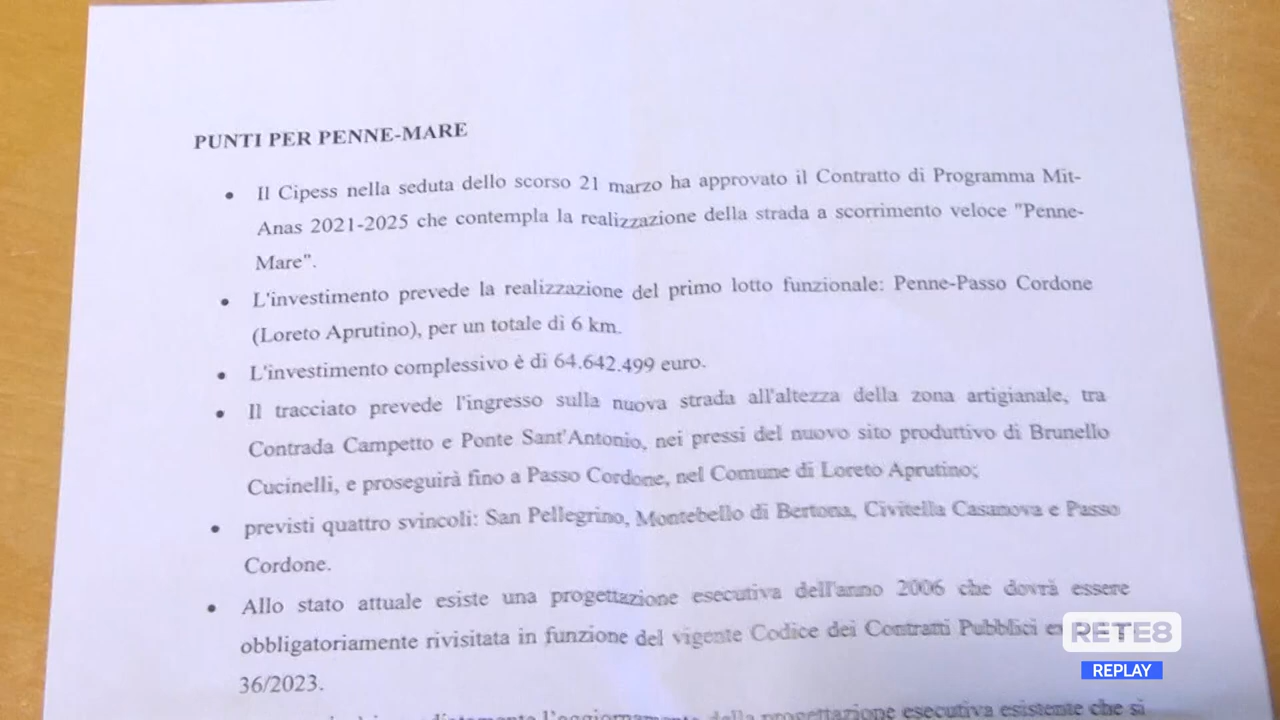 PUNTI PER PENNE-MARE
• Il Cipess nella seduta dello scorso 21 marzo ha approvato il Contratto di Programma Mit-
Anas 2021-2025 che contempla la realizzazione della strada a scorrimento veloce "Penne-
Mare".
• L'investimento prevede la realizzazione del primo lotto funzionale: Penne-Passo Cordone
(Loreto Aprutino), per un totale di 6 km.
• L'investimento complessivo è di 64.642.499 euro.
• Il tracciato prevede l'ingresso sulla nuova strada all'altezza della zona artigianale, tra
Contrada Campetto e Ponte Sant'Antonio, nei pressi del nuovo sito produttivo di Brunello
Cucinelli, e proseguirà fino a Passo Cordone, nel Comune di Loreto Aprutino;
• previsti quattro svincoli: San Pellegrino, Montebello di Bertona, Civitella Casanova e Passo
Cordone.
• Allo stato attuale esiste una progettazione esecutiva dell'anno 2006 che dovrà essere
obbligatoriamente rivisitata in funzione del vigente Codice dei Contratti Pubblici
36/2023.
l'aggiornamento della progettazione esecutiva esistente che si
RETE8
REPLAY